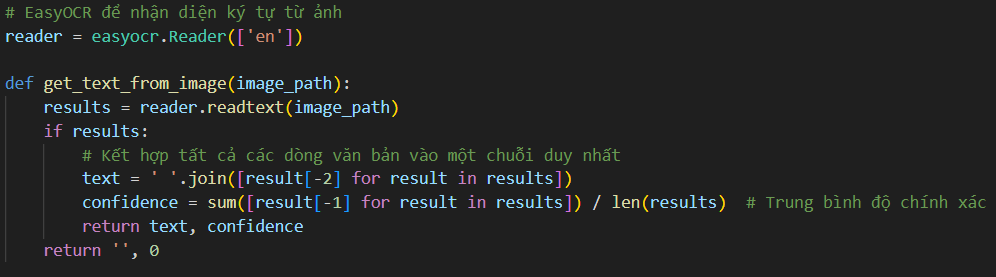 # EasyOCR để nhận diện ký tự từ ảnh
reader = easyocr.Reader(['en'])

def get_text_from_image(image_path):
    results = reader.readtext(image_path)
    if results:
        # Kết hợp tất cả các dòng văn bản vào một chuỗi duy nhất
        text = ' '.join([result[-2] for result in results])
        confidence = sum([result[-1] for result in results]) / len(results)  # Trung bình độ chính xác
        return text, confidence
    return '', 0